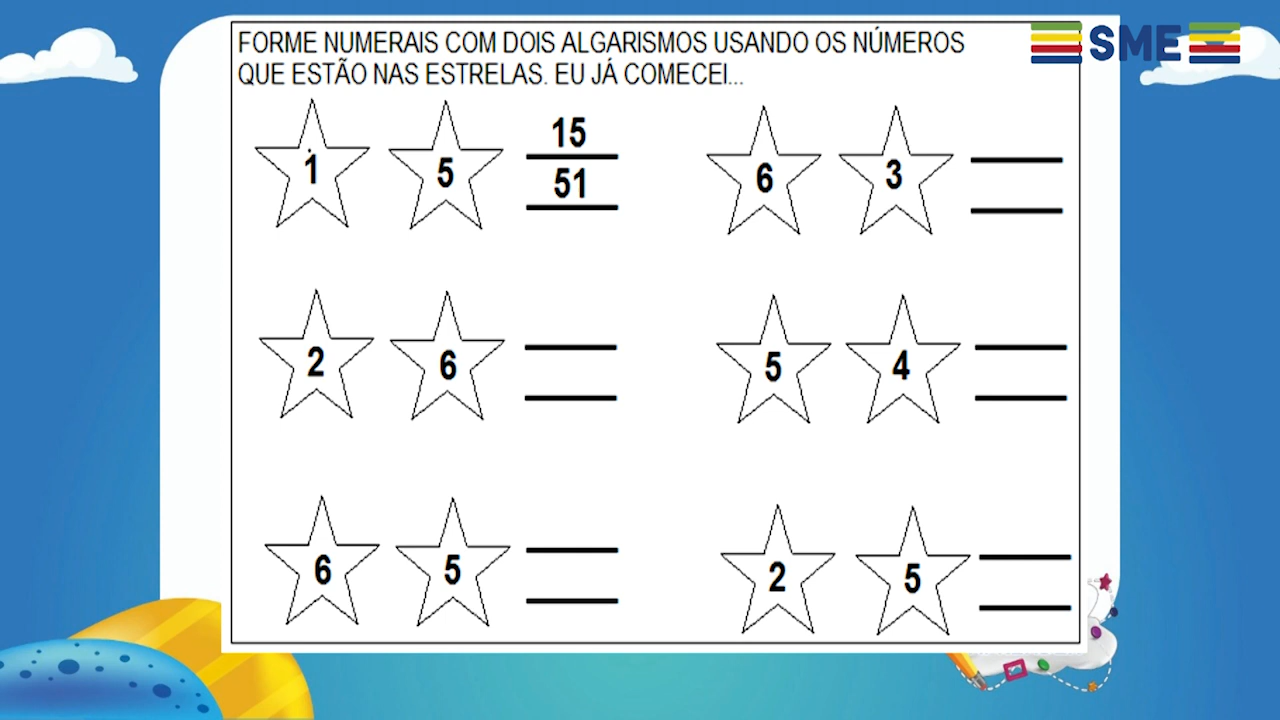 FORME NUMERAIS COM DOIS ALGARISMOS USANDO OS NÚMEROS
QUE ESTÃO NAS ESTRELAS. EU JÁ COMECEI...
SME
1 5 15
51
6 3
2 6
5 4
6 5
2 5